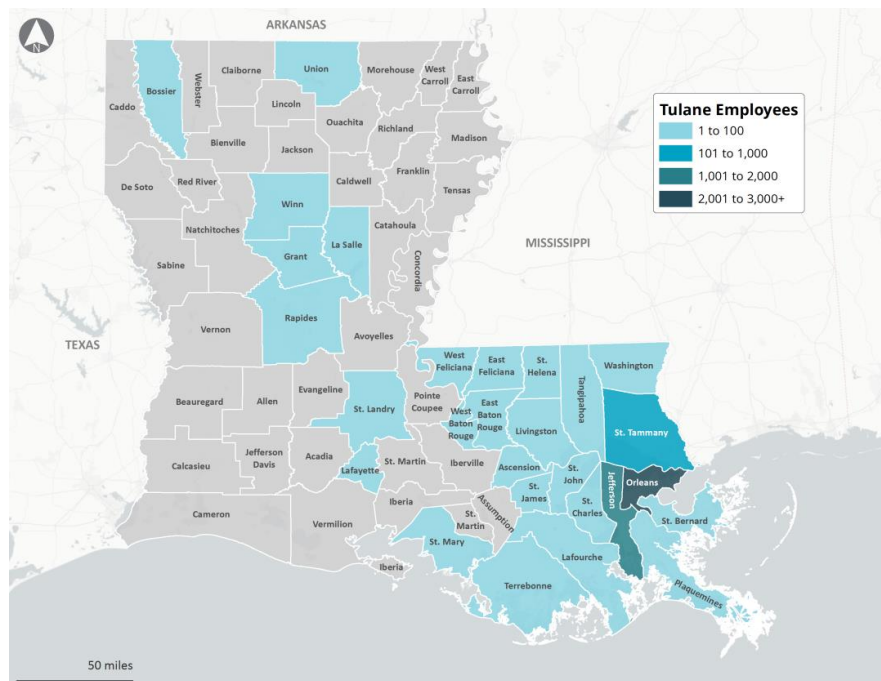 ARKANSAS
N
Union
Morehouse
West
Carroll
East
Carroll
Claiborne
Webster
Bossier
Caddo
Lincoln
Ouachita
Richland
Madison
Bienville
Jackson
Franklin
De Soto
Red River
Caldwell
Tensas
Winn
Natchitoches
La Salle
Catahoula
Concordia
Sabine
Grant
Rapides
Vernon
Avoyelles
TEXAS
MISSISSIPPI
Tulane Employees
1 to 100
101 to 1,000
1,001 to 2,000
2,001 to 3,000+
West
Feliciana
East
Feliciana
St.
Helena
Tangipahoa
Washington
Beauregard
Allen
Evangeline
St. Landry
Pointe
Coupee
West
Baton
Rouge
East
Baton
Rouge
Livingston
St. Tammany
Calcasieu
Jefferson
Davis
Acadia
Lafayette
St. Martin
Iberville
Ascension
St.
James
St.
John
St.
Charles
Jefferson
Orleans
St. Bernard
Cameron
Vermilion
Iberia
St.
Martin
Assumption
St. Mary
Iberia
Lafourche
Terrebonne
Plaquemines
50 miles